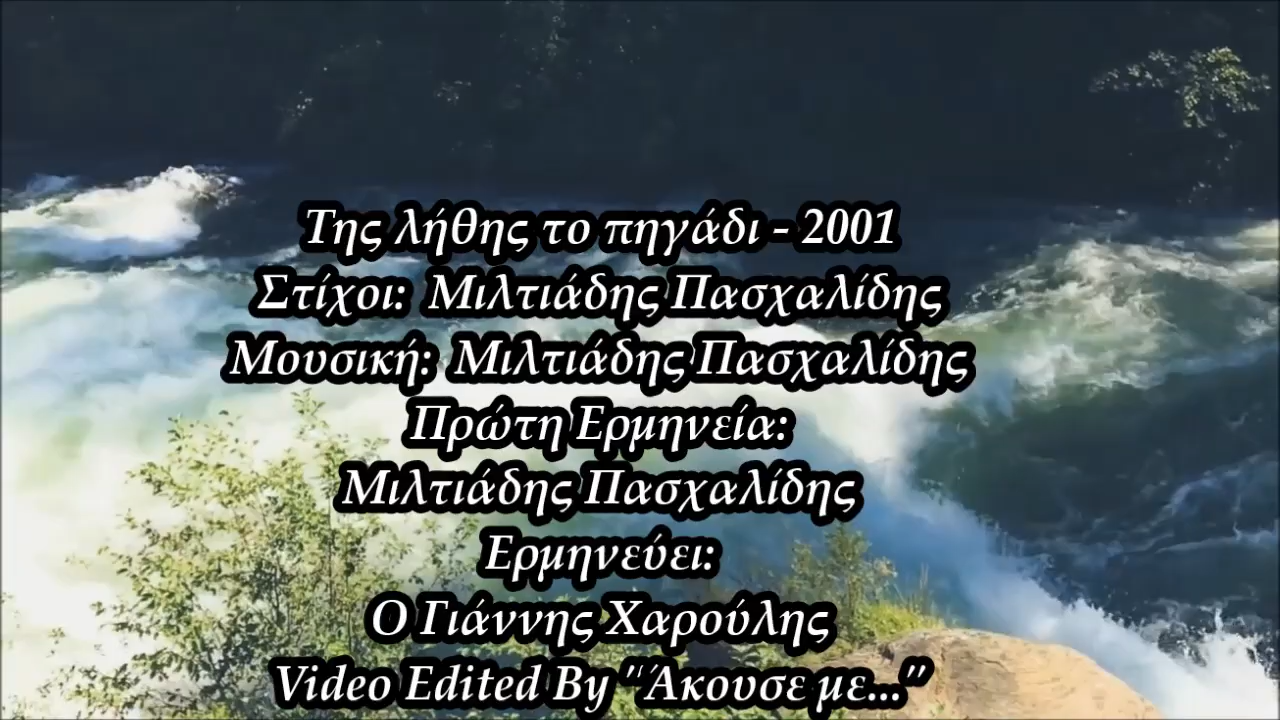 Της λήθης το πηγάδι - 2001
Στίχοι: Μιλτιάδης Πασχαλίδης
Μουσική: Μιλτιάδης Πασχαλίδης
Πρώτη Ερμηνεία:
Μιλτιάδης Πασχαλίδης
Ερμηνεύει:
Ο Γιάννης Χαρούλης
Video Edited By "Άκουσε με..."